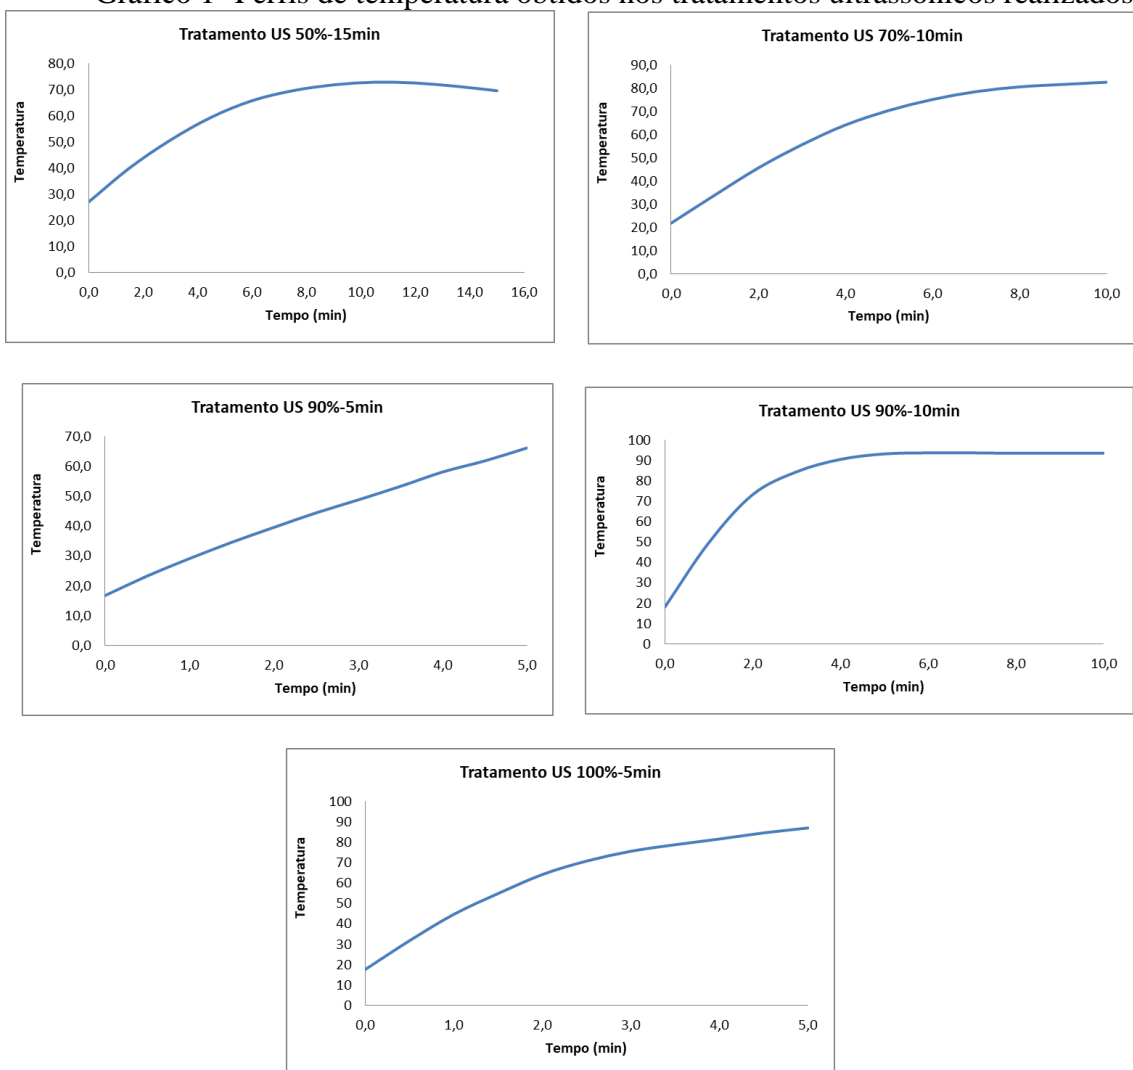 Gráfico 1- Perfis de temperatura obtidos nos tratamentos ultrassônicos realizados
Tratamento US 50%-15min
Temperatura
80,0
70,0
60,0
50,0
40,0
30,0
20,0
10,0
0,0
0,0 2,0 4,0 6,0 8,0 10,0 12,0 14,0 16,0
Tempo (min)
Tratamento US 70%-10min
Temperatura
90,0
80,0
70,0
60,0
50,0
40,0
30,0
20,0
10,0
0,0
0,0 2,0 4,0 6,0 8,0 10,0
Tempo (min)
Tratamento US 90%-5min
Temperatura
70,0
60,0
50,0
40,0
30,0
20,0
10,0
0,0
0,0 1,0 2,0 3,0 4,0 5,0
Tempo (min)
Tratamento US 90%-10min
Temperatura
100
90
80
70
60
50
40
30
20
10
0
0,0 2,0 4,0 6,0 8,0 10,0
Tempo (min)
Tratamento US 100%-5min
Temperatura
100
90
80
70
60
50
40
30
20
10
0
0,0 1,0 2,0 3,0 4,0 5,0
Tempo (min)